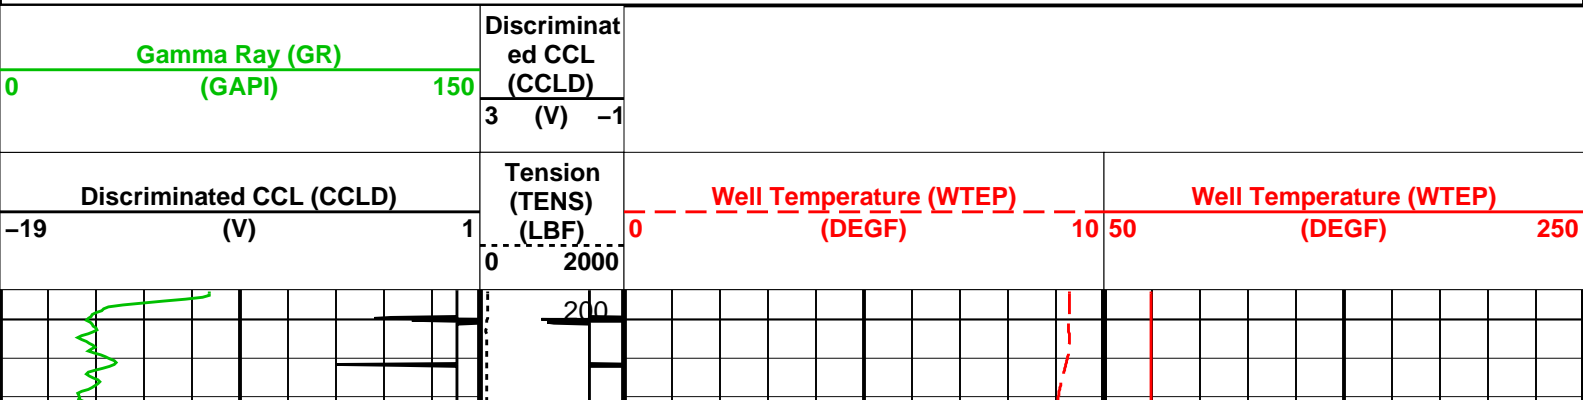 Gamma Ray (GR)
0 (GAPI) 150
Discriminat
ed CCL
(CCLD)
3 (V) –1
Discriminated CCL (CCLD)
–19 (V) 1
Tension
(TENS)
(LBF)
0 2000
Well Temperature (WTEP)
0 (DEGF) 10
Well Temperature (WTEP)
50 (DEGF) 250
200